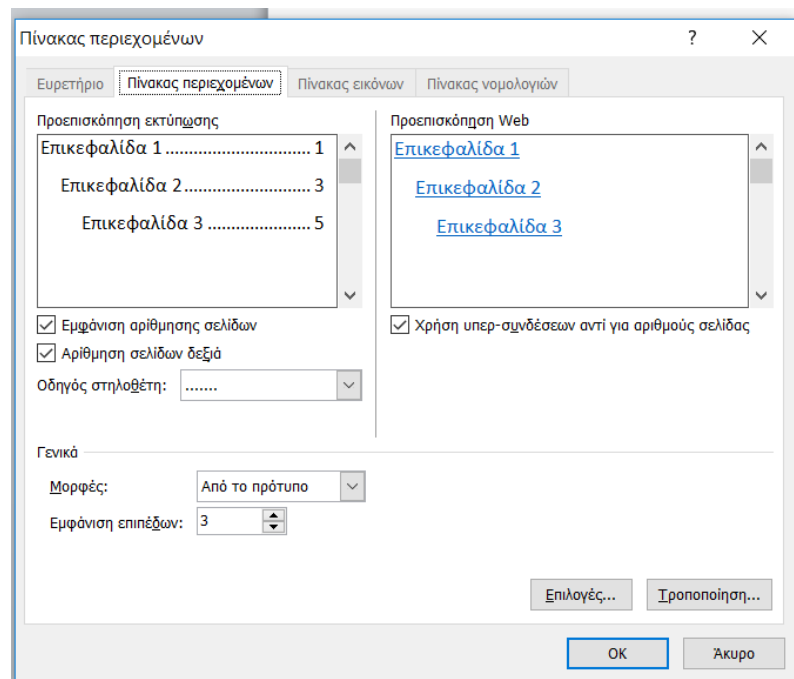 Πίνακας περιεχομένων
Ευρετήριο Πίνακας περιεχομένων Πίνακας εικόνων Πίνακας νομολογιών
Προεπισκόπηση εκτύπωσης
Επικεφαλίδα 1 ................................ 1
Επικεφαλίδα 2 ........................... 3
Επικεφαλίδα 3 ...................... 5
Εμφάνιση αρίθμησης σελίδων
Αρίθμηση σελίδων δεξιά
Οδηγός στηλοθέτη: .......
Προεπισκόπηση Web
Επικεφαλίδα 1
Επικεφαλίδα 2
Επικεφαλίδα 3
Χρήση υπερ-συνδέσεων αντί για αριθμούς σελίδας
Γενικά
Μορφές: Από το πρότυπο
Εμφάνιση επιπέδων: 3
Επιλογές... Τροποποίηση...
OK Άκυρο